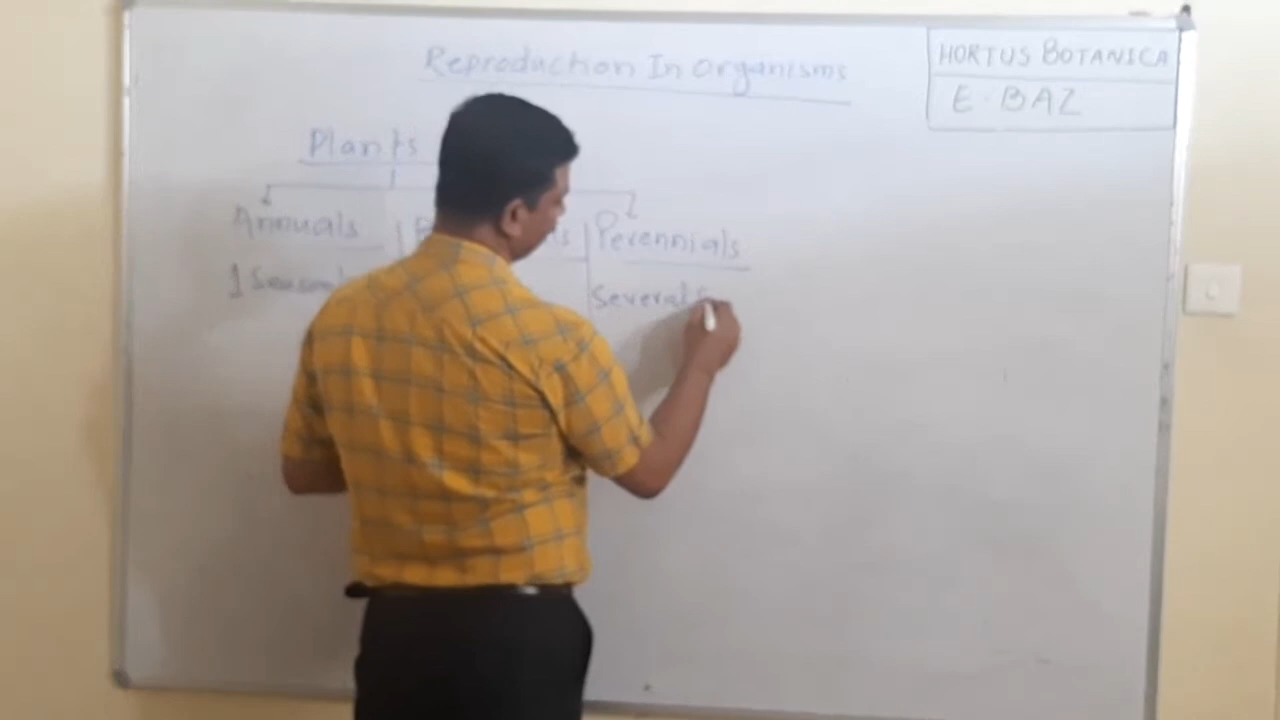 Reproduction In Organisms
HORTUS BOTANICA
E-BAZ
Plants
Annuals
Perennials
1 Season
Several